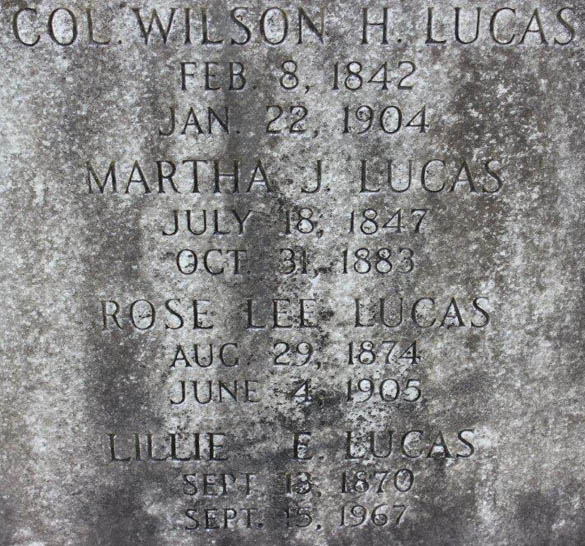 COL. WILSON H. LUCAS
FEB. 8, 1842
JAN. 22, 1904
MARTHA J. LUCAS
JULY 18, 1847
OCT. 31, 1883
ROSE LEE LUCAS
AUG. 29, 1874
JUNE 4, 1905
LILLIE E. LUCAS
SEPT. 13, 1870
SEPT. 15, 1967